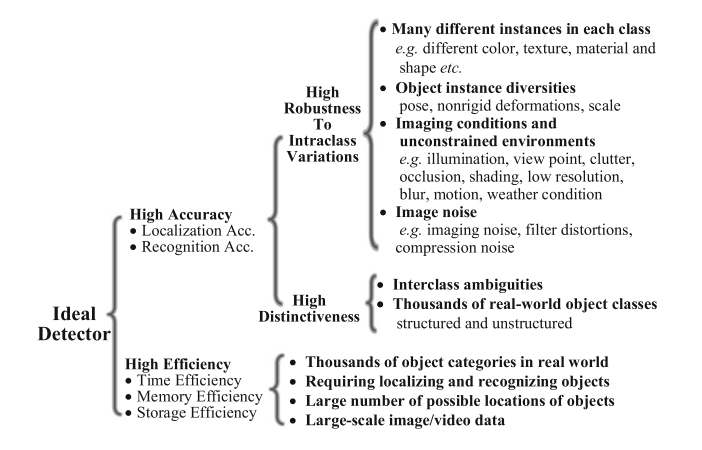 Ideal
Detector
High Accuracy
• Localization Acc.
• Recognition Acc.
High
Robustness
To
Intraclass
Variations
• Many different instances in each class
e.g. different color, texture, material and
shape etc.
• Object instance diversities
pose, nonrigid deformations, scale
• Imaging conditions and
unconstrained environments
e.g. illumination, view point, clutter,
occlusion, shading, low resolution,
blur, motion, weather condition
• Image noise
e.g. imaging noise, filter distortions,
compression noise
High
Distinctiveness
• Interclass ambiguities
• Thousands of real-world object classes
structured and unstructured
High Efficiency
• Time Efficiency
• Memory Efficiency
• Storage Efficiency
• Thousands of object categories in real world
• Requiring localizing and recognizing objects
• Large number of possible locations of objects
• Large-scale image/video data